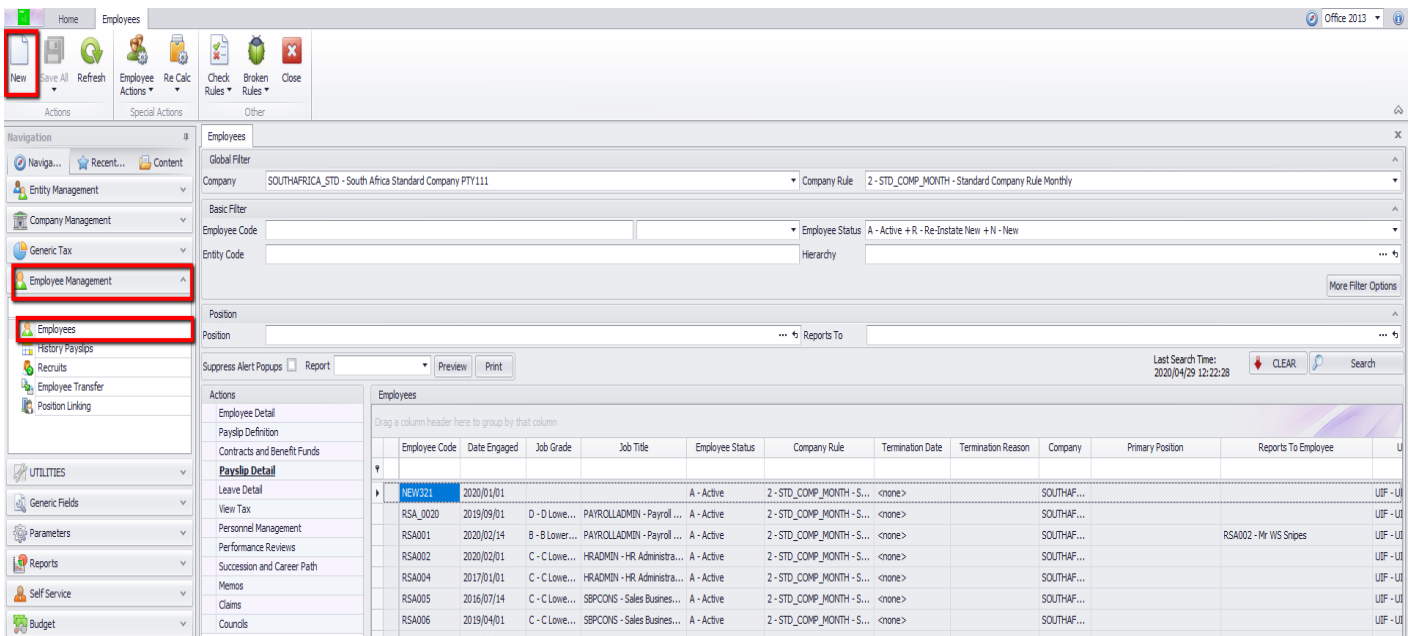 Home Employees Office 2013
New Save All Refresh Employee Actions Re Calc Check Rules Broken Rules Close
Actions Special Actions Other
Navigation
Naviga... Recent... Content
Entity Management
Company Management
Generic Tax
Employee Management
Employees
History Payslips
Recruits
Employee Transfer
Position Linking
UTILITIES
Generic Fields
Parameters
Reports
Self Service
Budget
Employees
Global Filter
Company SOUTHAFRICA_STD - South Africa Standard Company PTY111 Company Rule 2 - STD_COMP_MONTH - Standard Company Rule Monthly
Basic Filter
Employee Code Employee Status A - Active + R - Re-Instate New + N - New
Entity Code Hierarchy
More Filter Options
Position
Position Reports To
Suppress Alert Popups Report Preview Print Last Search Time: 2020/04/29 12:22:28 CLEAR Search
Actions
Employee Detail
Payslip Definition
Contracts and Benefit Funds
Payslip Detail
Leave Detail
View Tax
Personnel Management
Performance Reviews
Succession and Career Path
Memos
Claims
Councils
Employees
Drag a column header here to group by that column
Employee Code Date Engaged Job Grade Job Title Employee Status Company Rule Termination Date Termination Reason Company Primary Position Reports To Employee U
NEW321 2020/01/01 A - Active 2 - STD_COMP_MONTH - S... <none> SOUTHAF... UIF - UI
RSA_0020 2019/09/01 D - D Lowe... PAYROLLADMIN - Payroll ... A - Active 2 - STD_COMP_MONTH - S... <none> SOUTHAF... UIF - UI
RSA001 2020/02/14 B - B Lower... PAYROLLADMIN - Payroll ... A - Active 2 - STD_COMP_MONTH - S... <none> SOUTHAF... RSA002 - Mr WS Snipes UIF - UI
RSA002 2020/02/01 C - C Lowe... HRADMIN - HR Administra... A - Active 2 - STD_COMP_MONTH - S... <none> SOUTHAF... UIF - UI
RSA004 2017/01/01 C - C Lowe... HRADMIN - HR Administra... A - Active 2 - STD_COMP_MONTH - S... <none> SOUTHAF... UIF - UI
RSA005 2016/07/14 C - C Lowe... SBPCONS - Sales Busines... A - Active 2 - STD_COMP_MONTH - S... <none> SOUTHAF... UIF - UI
RSA006 2019/04/01 C - C Lowe... SBPCONS - Sales Busines... A - Active 2 - STD_COMP_MONTH - S... <none> SOUTHAF... UIF - UI